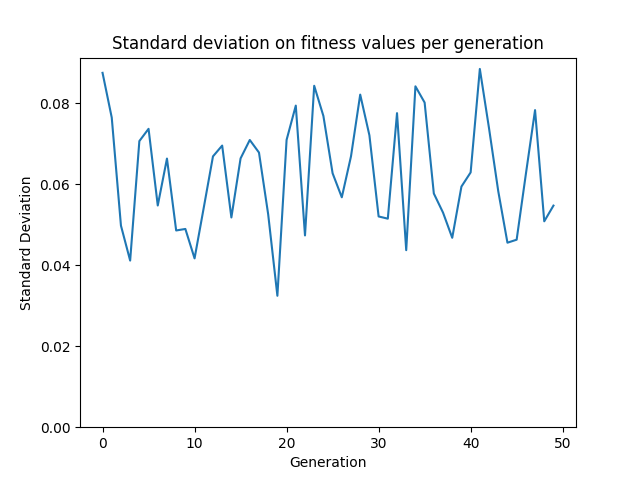 Standard deviation on fitness values per generation
0.08
0.06
0.04
0.02
0.00
Standard Deviation
0 10 20 30 40 50
Generation